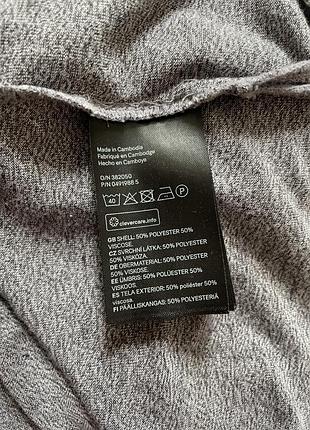 Made in Cambodia
Fabriqué en Cambodge
Hecho en Camboya
O/N 382050
P/N 0491988 5
40 P
clevercare.info
GB SHELL: 50% POLYESTER 50%
VISCOSE.
CZ SVRCHNÍ LÁTKA: 50% POLYESTER
50% VISKÓZA.
DE OBERMATERIAL: 50% POLYESTER
50% VISKOSE.
EE ÜMBRIS: 50% POLÜESTER 50%
VISKOOS.
ES TELA EXTERIOR: 50% poliéster 50%
viscosa.
FI PÄÄLLISKANGAS: 50% POLYESTERIÄ